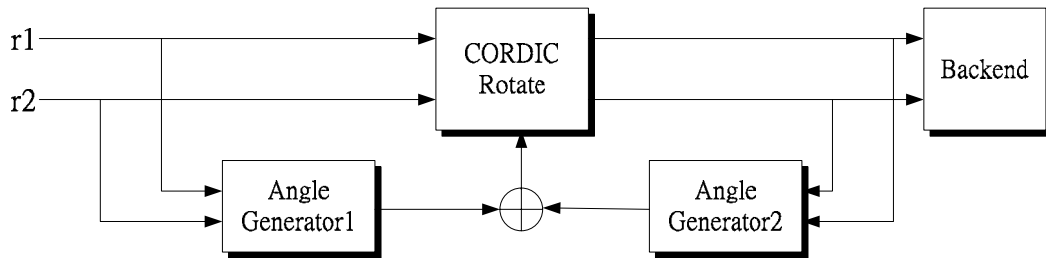 r1
r2
CORDIC
Rotate
Backend
Angle
Generator1
Angle
Generator2